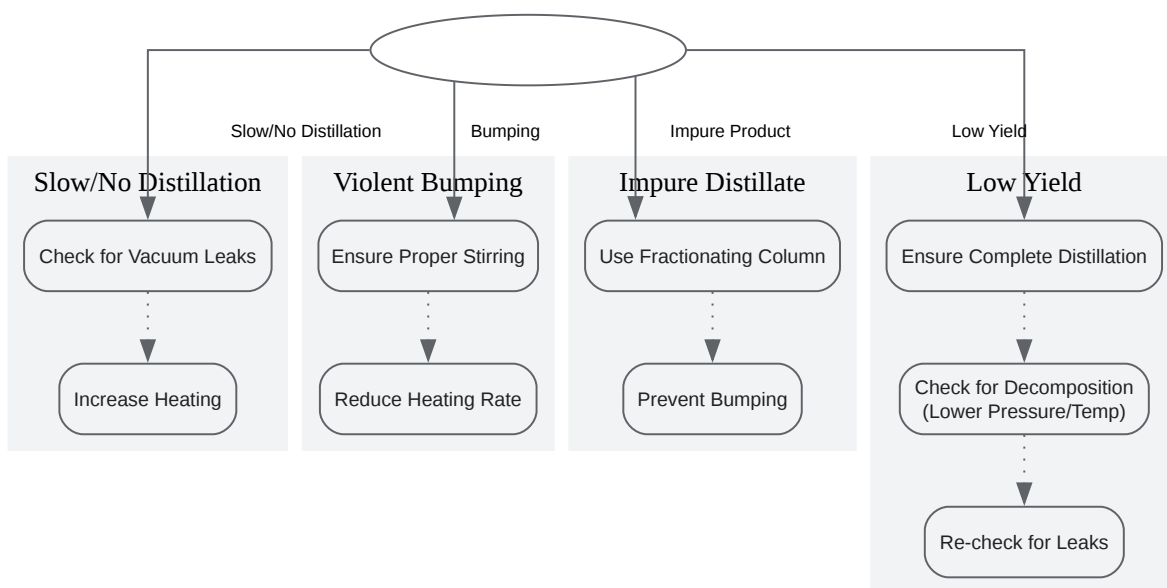 Slow/No Distillation
Bumping
Impure Product
Low Yield
Slow/No Distillation
Violent Bumping
Impure Distillate
Low Yield
Check for Vacuum Leaks
Ensure Proper Stirring
Use Fractionating Column
Ensure Complete Distillation
Increase Heating
Reduce Heating Rate
Prevent Bumping
Check for Decomposition
(Lower Pressure/Temp)
Re-check for Leaks